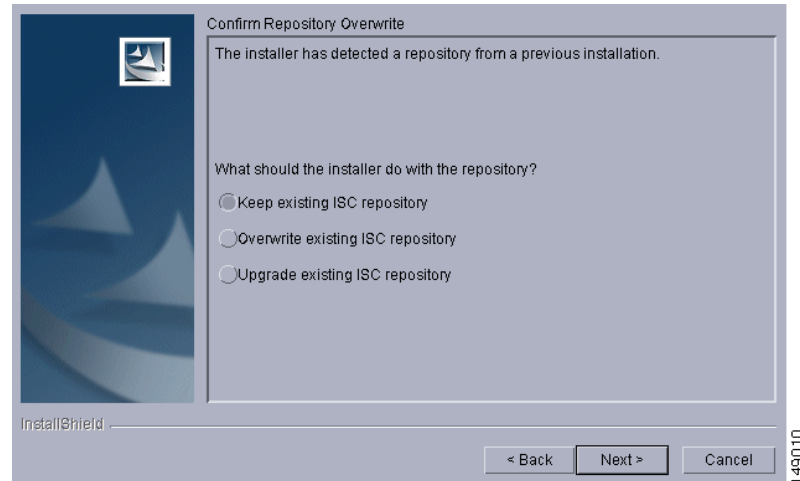 Confirm Repository Overwrite
The installer has detected a repository from a previous installation.
What should the installer do with the repository?
Keep existing ISC repository
Overwrite existing ISC repository
Upgrade existing ISC repository
InstallShield
< Back
Next >
Cancel
149010